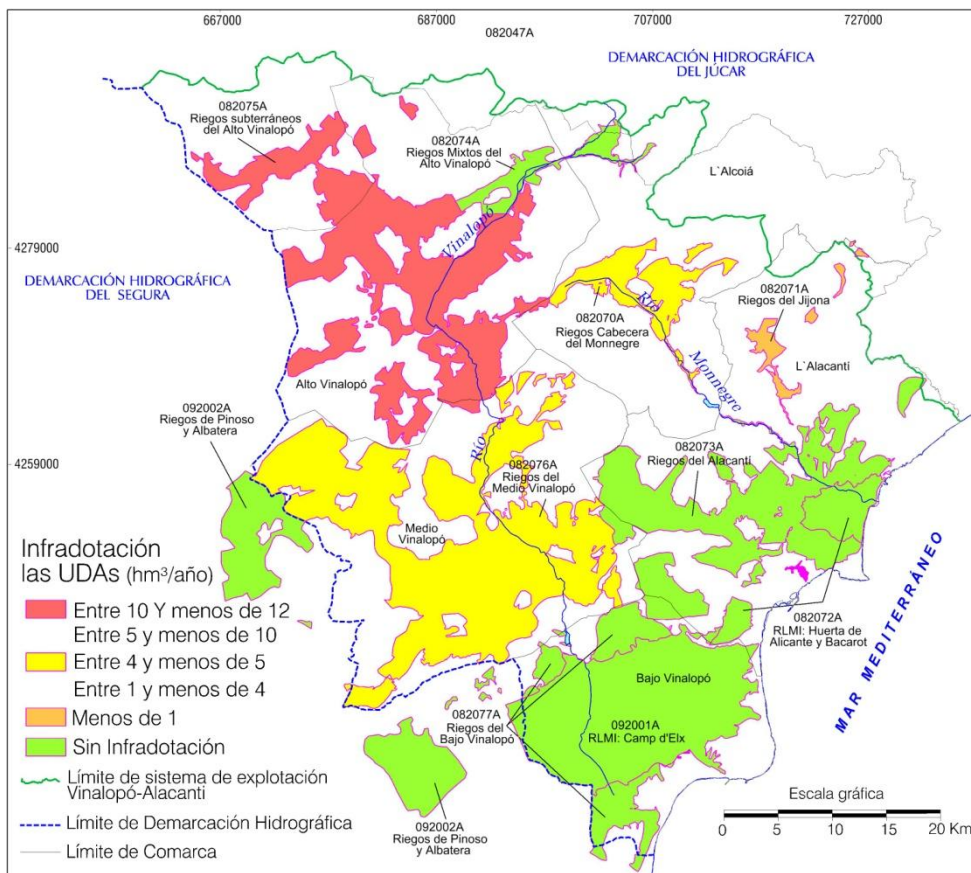 667000
687000
707000
727000
082047A
DEMARCACIÓN HIDROGRÁFICA
DEL JÚCAR
082075A
Riegos subterráneos
del Alto Vinalopó
082074A
Riegos Mixtos del
Alto Vinalopó
L`Alcoiá
Vinalopó
4279000
DEMARCACIÓN HIDROGRÁFICA
DEL SEGURA
082071A
Riegos del Jijona
082070A
Riegos Cabecera
del Monnegre
Río
Monnegre
L`Alacantí
Alto Vinalopó
092002A
Riegos de Pinoso
y Albatera
Río
4259000
082073A
Riegos del Alacantí
082076A
Riegos del
Medio Vinalopó
Medio
Vinalopó
MAR MEDITERRÁNEO
082072A
RLMI: Huerta de
Alicante y Bacarot
Bajo Vinalopó
082077A
Riegos del
Bajo Vinalopó
092001A
RLMI: Camp d'Elx
092002A
Riegos de Pinoso
y Albatera
Infradotación
las UDAs (hm³/año)
Entre 10 Y menos de 12
Entre 5 y menos de 10
Entre 4 y menos de 5
Entre 1 y menos de 4
Menos de 1
Sin Infradotación
Límite de sistema de explotación
Vinalopó-Alacanti
Límite de Demarcación Hidrográfica
Límite de Comarca
Escala gráfica
0 5 10 15 20 Km